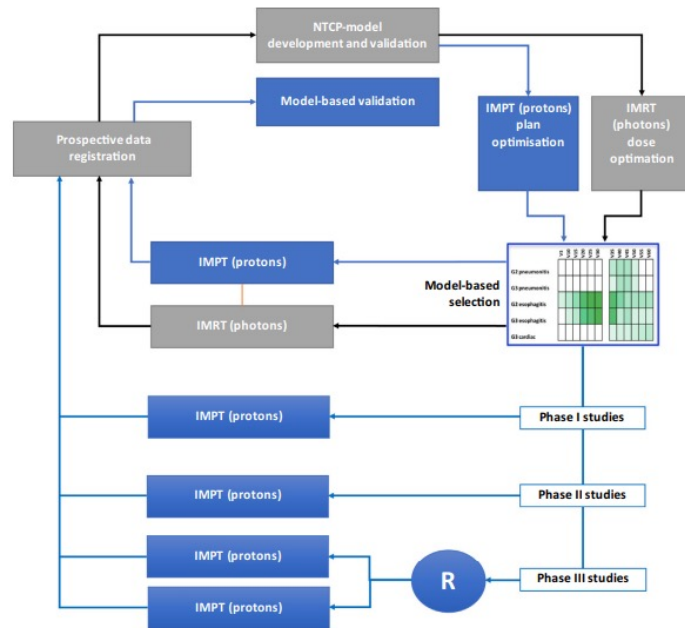 NTCP-model
development and validation
Model-based validation
IMPT (protons)
plan
optimisation
IMRT
(photons)
dose
optimation
Prospective data
registration
IMPT (protons)
Model-based
selection
IMRT (photons)
G2 pneumonitis
G3 pneumonitis
G2 esophagitis
G3 esophagitis
G3 cardiac
IMPT (protons)
Phase I studies
IMPT (protons)
Phase II studies
IMPT (protons)
R
Phase III studies
IMPT (protons)